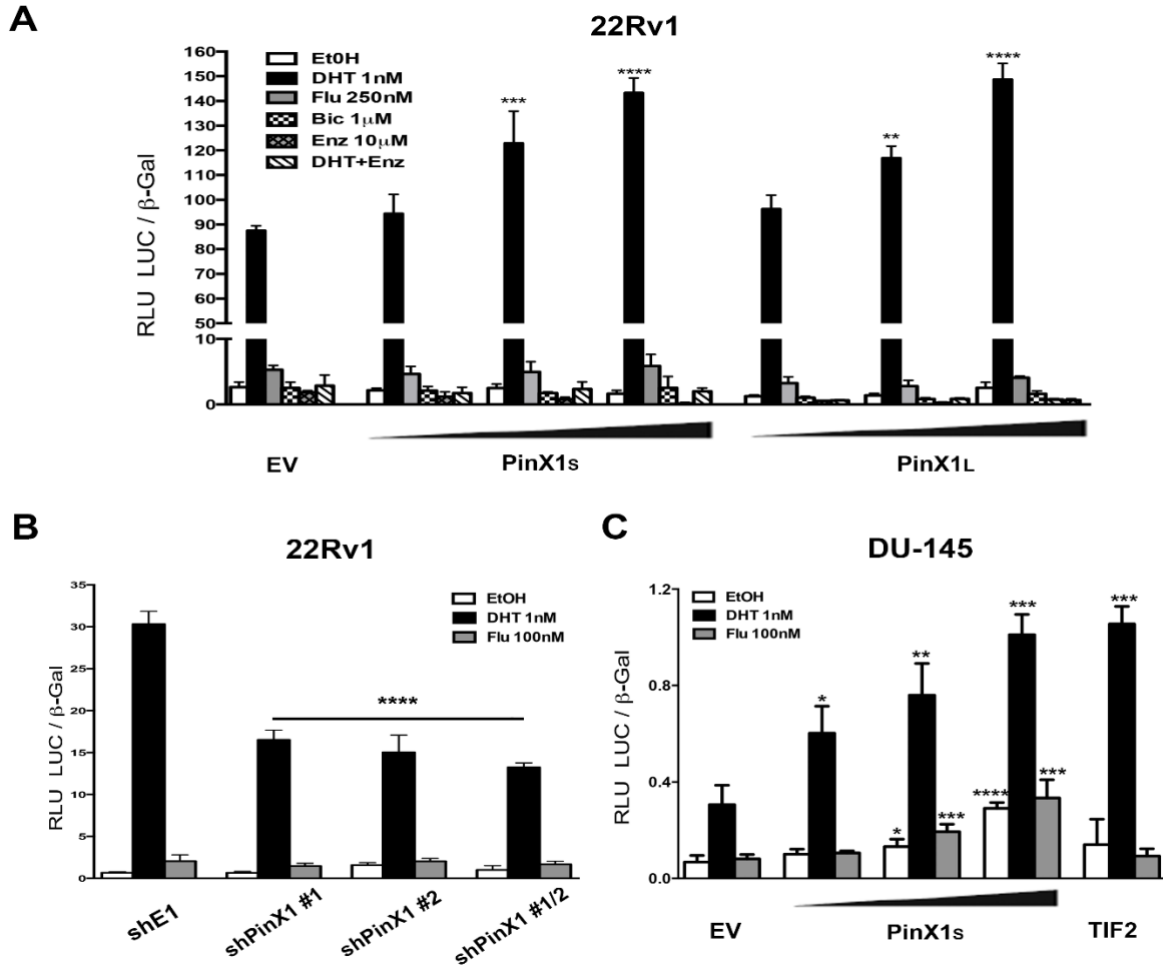 A
22Rv1
RLU LUC / β-Gal
160
150
140
130
120
110
100
90
80
70
60
50
10
0
Et0H
DHT 1nM
Flu 250nM
Bic 1μM
Enz 10μM
DHT+Enz
***
****
**
****
EV
PinX1s
PinX1L
B
22Rv1
RLU LUC / β-Gal
35
30
25
20
15
10
5
0
EtOH
DHT 1nM
Flu 100nM
****
shE1
shPinX1 #1
shPinX1 #2
shPinX1 #1/2
C
DU-145
RLU LUC / β-Gal
1.2
0.8
0.4
0.0
EtOH
DHT 1nM
Flu 100nM
*
*
**
***
****
***
***
***
EV
PinX1s
TIF2